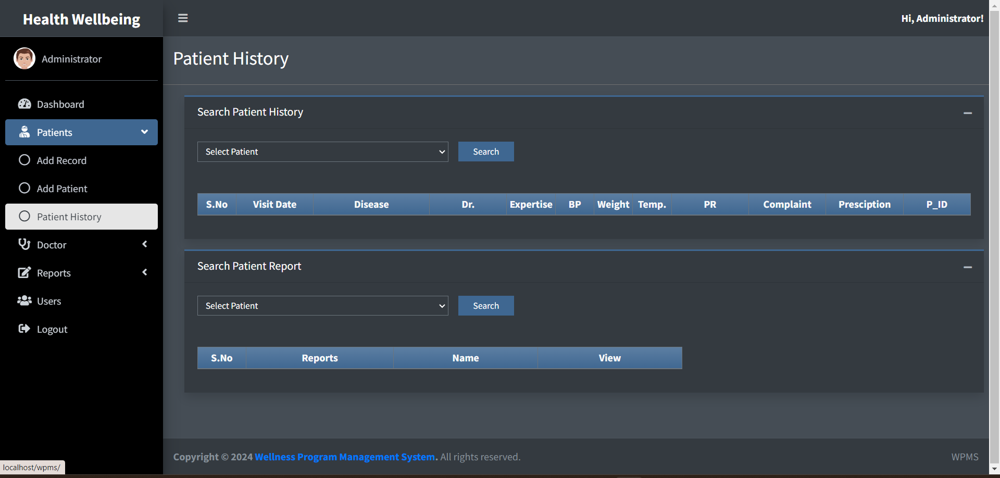 Health Wellbeing
Hi, Administrator!
Administrator
Dashboard
Patients
Add Record
Add Patient
Patient History
Doctor
Reports
Users
Logout
Patient History
Search Patient History
Select Patient Search
S.No Visit Date Disease Dr. Expertise BP Weight Temp. PR Complaint Presciption P_ID
Search Patient Report
Select Patient Search
S.No Reports Name View
Copyright © 2024 Wellness Program Management System. All rights reserved. WPMS
localhost/wpms/